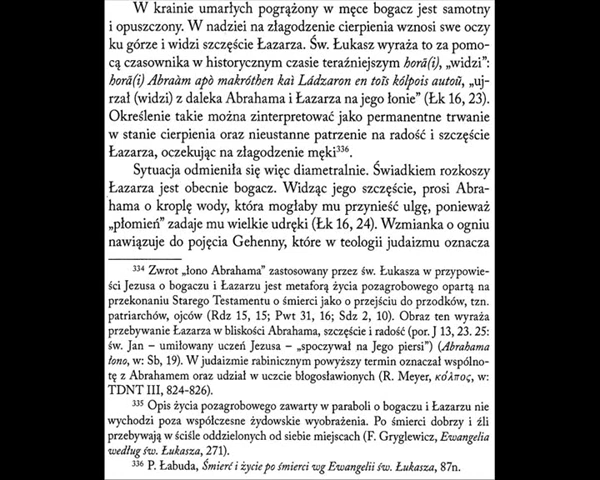 W krainie umarłych pogrążony w męce bogacz jest samotny
i opuszczony. W nadziei na złagodzenie cierpienia wznosi swe oczy
ku górze i widzi szczęście Łazarza. Św. Łukasz wyraża to za pomo-
cą czasownika w historycznym czasie teraźniejszym horã(i), „widzi”:
horã(i) Abraàm apò makróthen kaì Ládzaron en toîs kólpois autoũ, „uj-
rzał (widzi) z daleka Abrahama i Łazarza na jego łonie” (Łk 16, 23).
Określenie takie można zinterpretować jako permanentne trwanie
w stanie cierpienia oraz nieustanne patrzenie na radość i szczęście
Łazarza, oczekując na złagodzenie męki³³⁶.
Sytuacja odmieniła się więc diametralnie. Świadkiem rozkoszy
Łazarza jest obecnie bogacz. Widząc jego szczęście, prosi Abra-
hama o kroplę wody, która mogłaby mu przynieść ulgę, ponieważ
„płomień” zadaje mu wielkie udręki (Łk 16, 24). Wzmianka o ogniu
nawiązuje do pojęcia Gehenny, które w teologii judaizmu oznacza
³³⁴ Zwrot „łono Abrahama” zastosowany przez św. Łukasza w przypowie-
ści Jezusa o bogaczu i Łazarzu jest metaforą życia pozagrobowego opartą na
przekonaniu Starego Testamentu o śmierci jako o przejściu do przodków, tzn.
patriarchów, ojców (Rdz 15, 15; Pwt 31, 16; Sdz 2, 10). Obraz ten wyraża
przebywanie Łazarza w bliskości Abrahama, szczęście i radość (por. J 13, 23. 25:
św. Jan – umiłowany uczeń Jezusa – „spoczywał na Jego piersi”) (Abrahama
łono, w: Sb, 19). W judaizmie rabinicznym powyższy termin oznaczał wspólno-
tę z Abrahamem oraz udział w uczcie błogosławionych (R. Meyer, κόλπος, w:
TDNT III, 824-826).
³³⁵ Opis życia pozagrobowego zawarty w paraboli o bogaczu i Łazarzu nie
wychodzi poza współczesne żydowskie wyobrażenia. Po śmierci dobrzy i źli
przebywają w ściśle oddzielonych od siebie miejscach (F. Gryglewicz, Ewangelia
według św. Łukasza, 271).
³³⁶ P. Łabuda, Śmierć i życie po śmierci wg Ewangelii św. Łukasza, 87n.